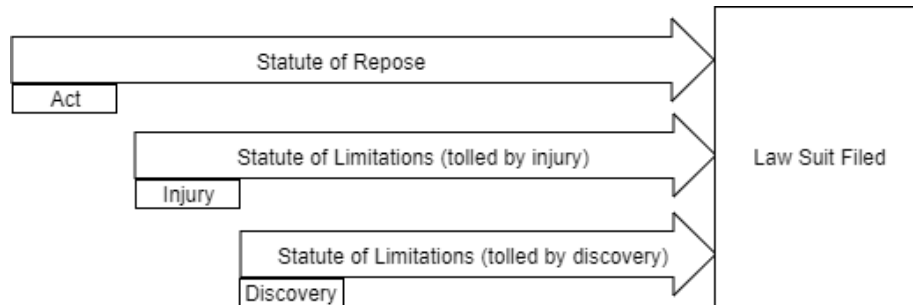 Statute of Repose
Act
Statute of Limitations (tolled by injury)
Law Suit Filed
Injury
Statute of Limitations (tolled by discovery)
Discovery